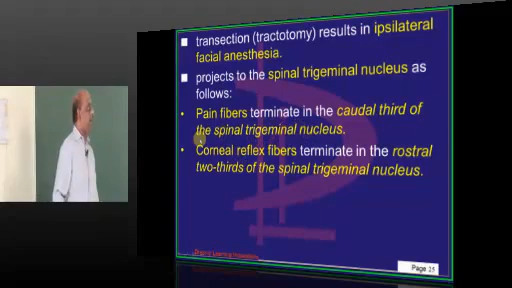 transection (tractotomy) results in ipsilateral
facial anesthesia.
projects to the spinal trigeminal nucleus as
follows:
Pain fibers terminate in the caudal third of
the spinal trigeminal nucleus.
Corneal reflex fibers terminate in the rostral
two-thirds of the spinal trigeminal nucleus.
Page 15